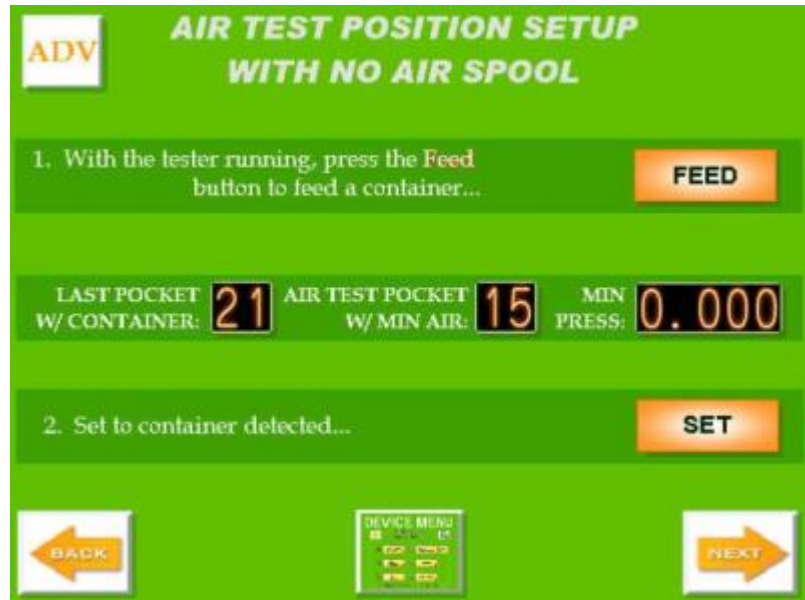 ADV
AIR TEST POSITION SETUP
WITH NO AIR SPOOL
1. With the tester running, press the Feed
button to feed a container...
FEED
LAST POCKET
W/ CONTAINER:
21
AIR TEST POCKET
W/ MIN AIR:
15
MIN
PRESS:
0.000
2. Set to container detected...
SET
BACK
DEVICE MENU
NEXT